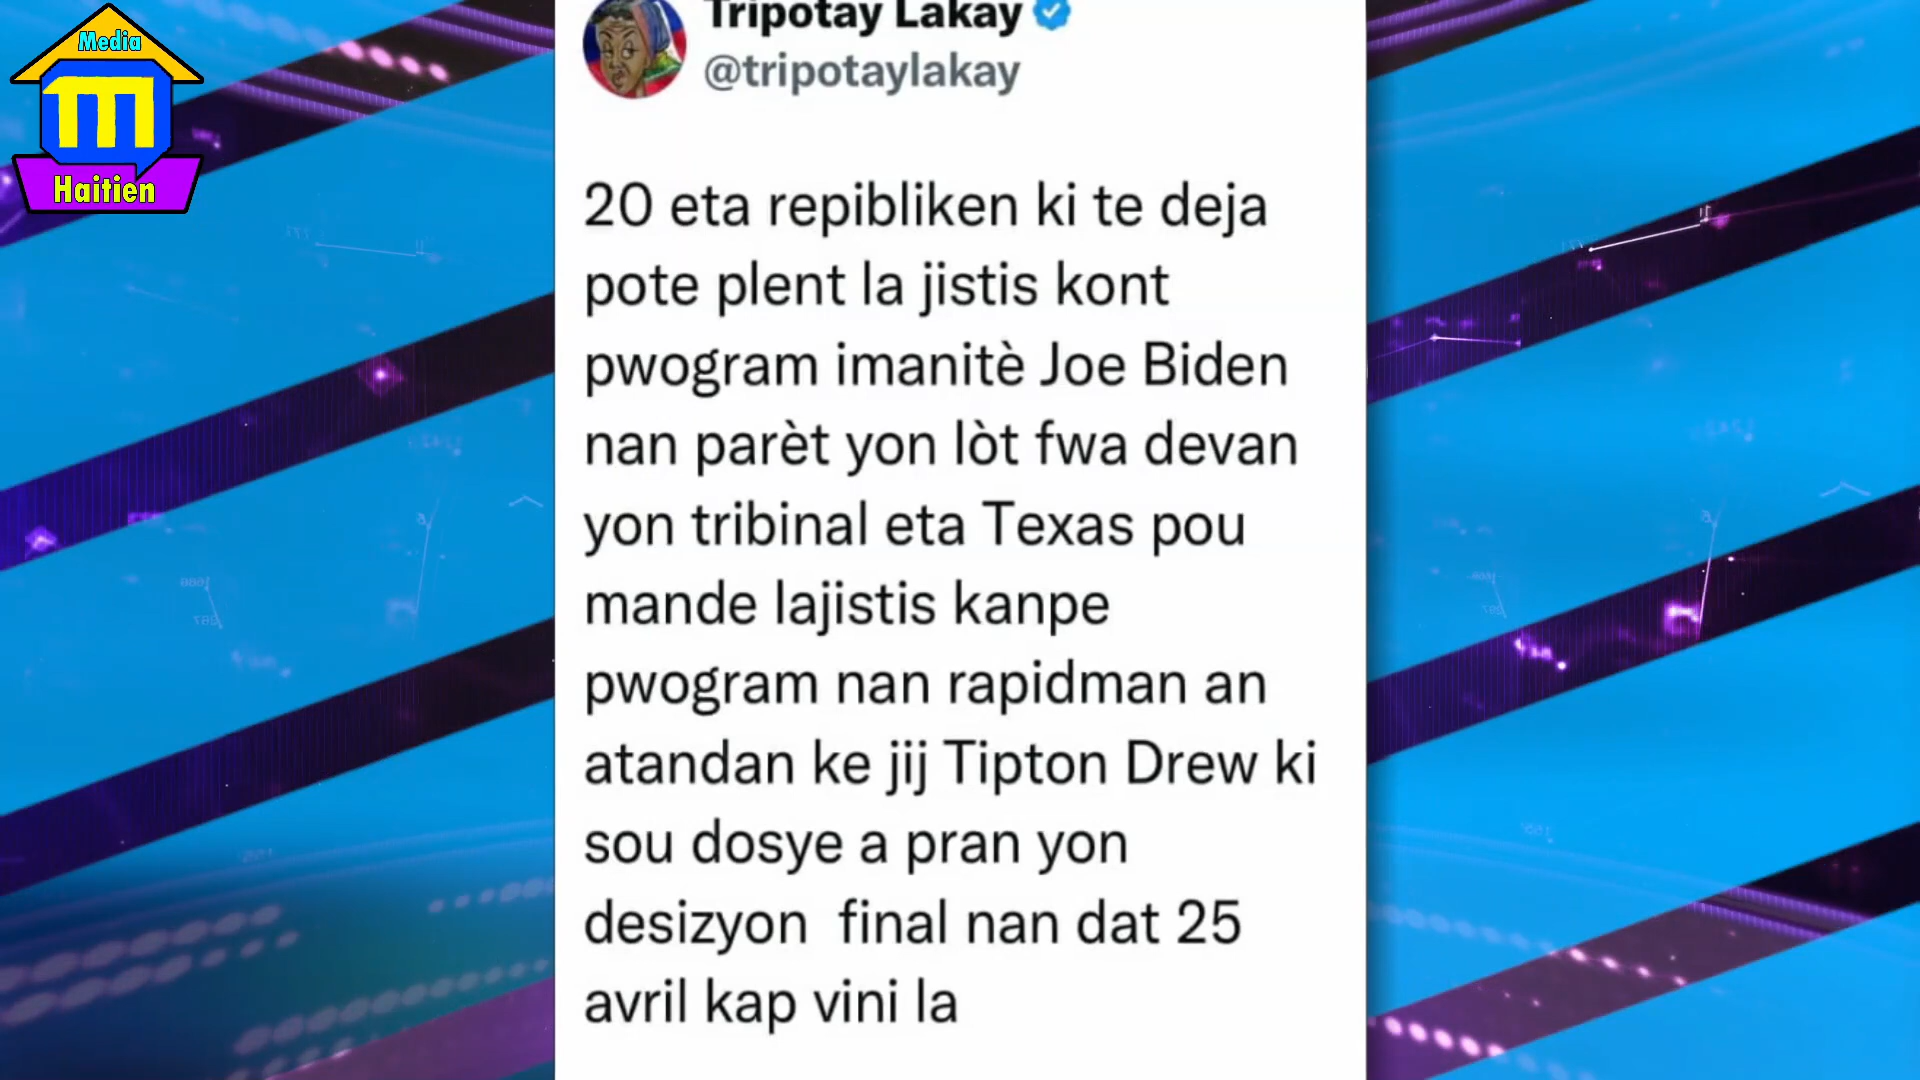 Media
Haitien
Tripotay Lakay
@tripotaylakay
20 eta repibliken ki te deja
pote plent la jistis kont
pwogram imanitè Joe Biden
nan parèt yon lòt fwa devan
yon tribinal eta Texas pou
mande lajistis kanpe
pwogram nan rapidman an
atandan ke jij Tipton Drew ki
sou dosye a pran yon
desizyon  final nan dat 25
avril kap vini la